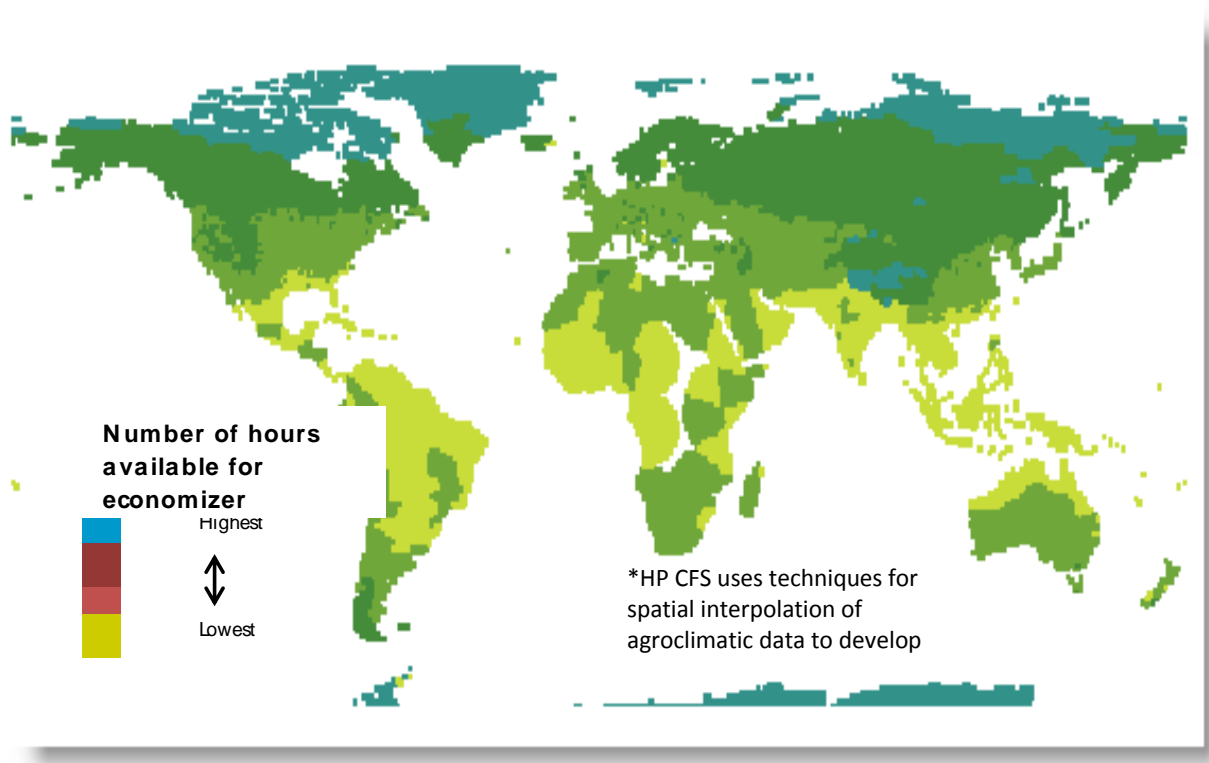 Number of hours
available for
economizer
Highest
Lowest
*HP CFS uses techniques for
spatial interpolation of
agroclimatic data to develop